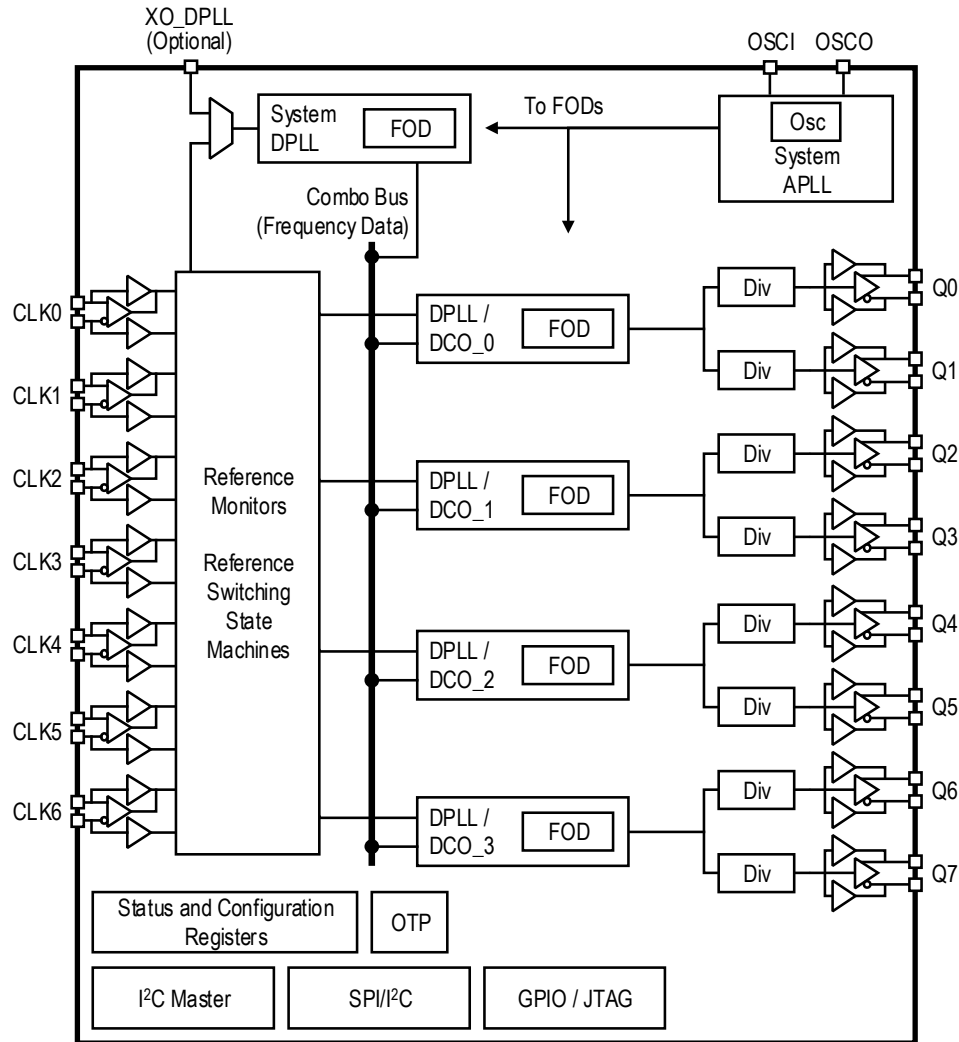 XO_DPLL
(Optional)
OSCI
OSCO
System
DPLL
FOD
To FODs
Osc
System
APLL
Combo Bus
(Frequency Data)
CLK0
CLK1
CLK2
CLK3
CLK4
CLK5
CLK6
Reference
Monitors
Reference
Switching
State
Machines
DPLL /
DCO_0
FOD
DPLL /
DCO_1
FOD
DPLL /
DCO_2
FOD
DPLL /
DCO_3
FOD
Div
Div
Div
Div
Div
Div
Div
Div
Q0
Q1
Q2
Q3
Q4
Q5
Q6
Q7
Status and Configuration
Registers
OTP
I²C Master
SPI/I²C
GPIO / JTAG